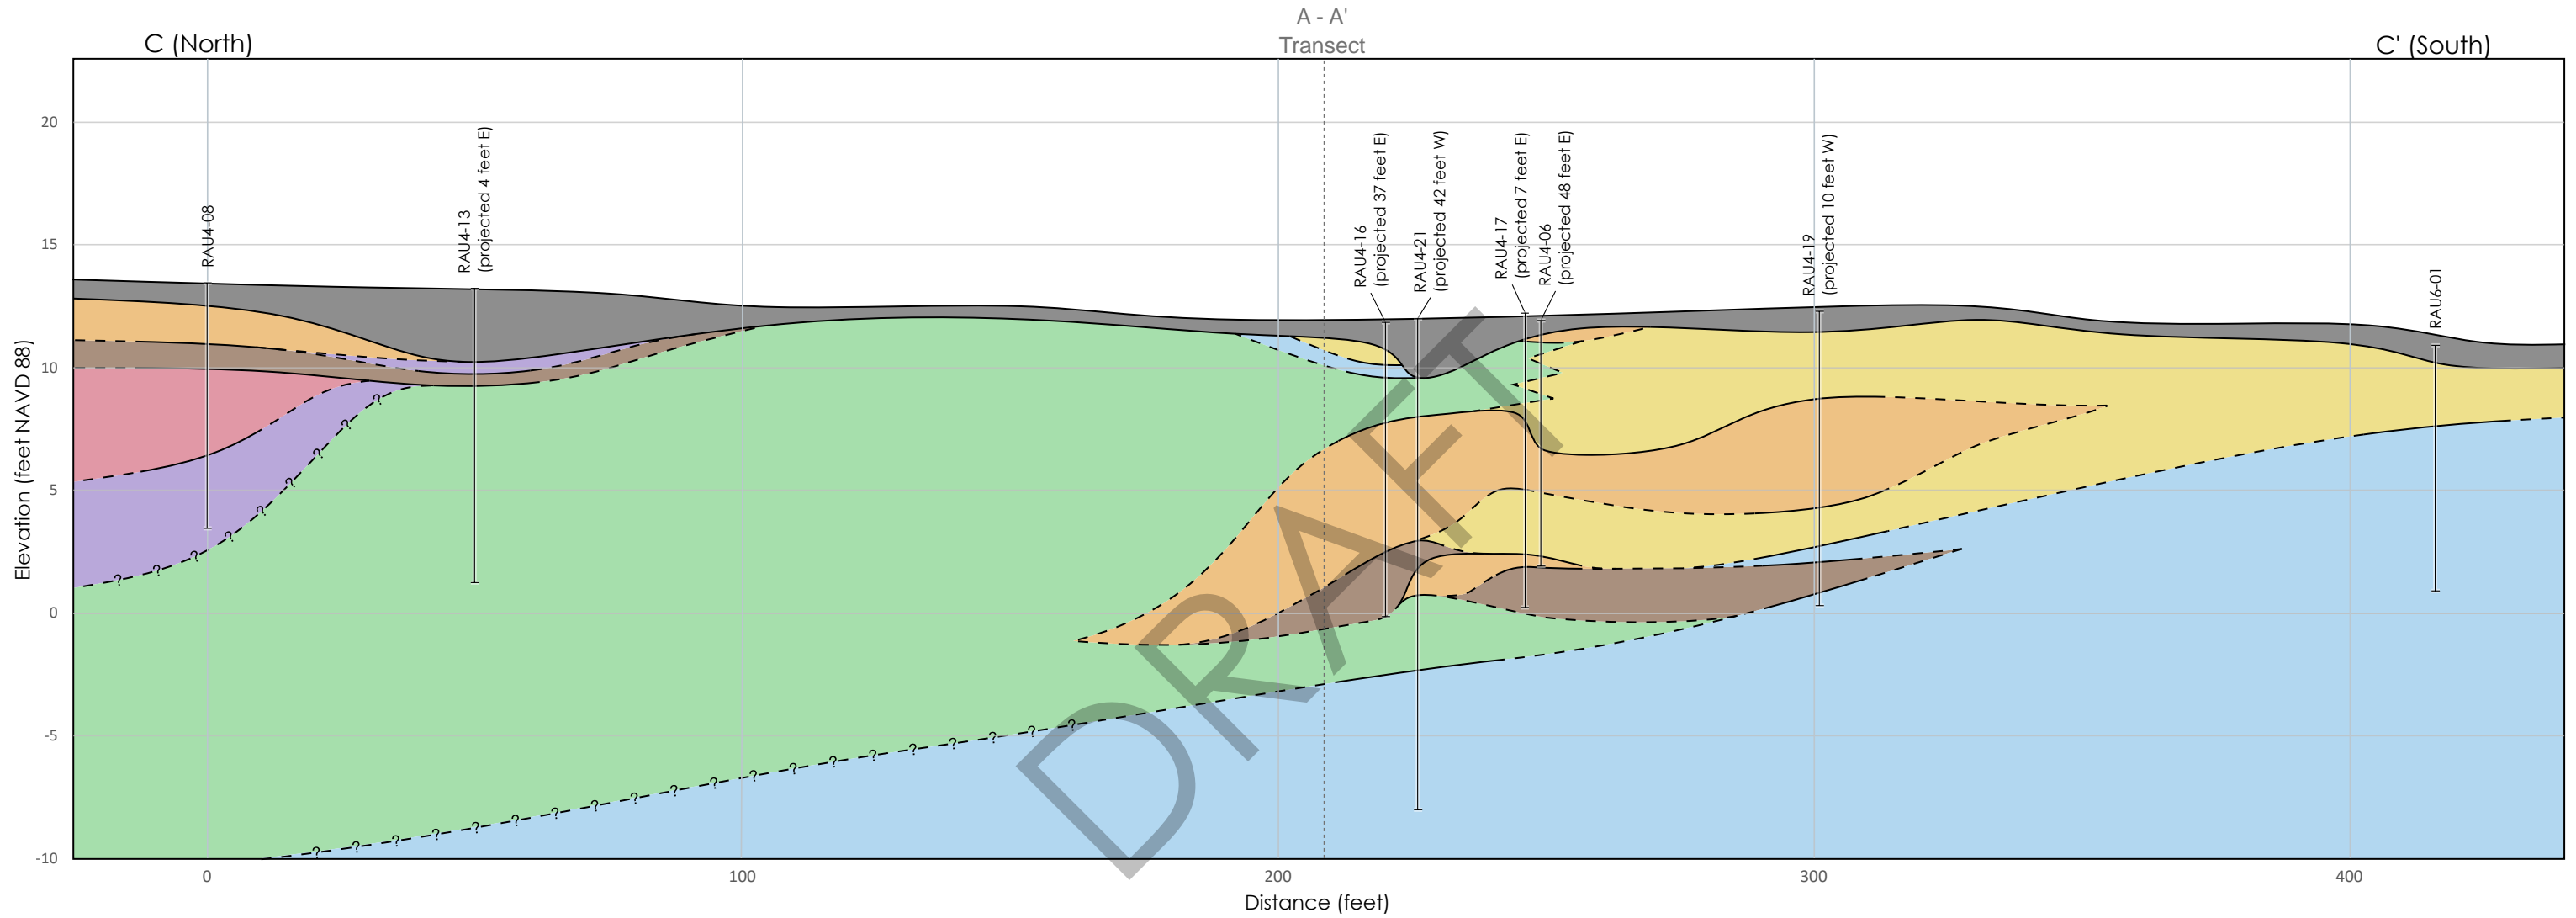 A - A'
Transect
C (North)
C' (South)
20
15
10
5
0
-5
-10
Elevation (feet NAVD 88)
RAU4-08
RAU4-13
(projected 4 feet E)
RAU4-16
(projected 37 feet E)
RAU4-21
(projected 42 feet W)
RAU4-17
(projected 7 feet E)
RAU4-06
(projected 48 feet E)
RAU4-19
(projected 10 feet W)
RAU6-01
? ? ? ? ? ? ? ? ? ?
? ? ? ? ? ? ? ? ? ? ? ? ? ? ? ? ? ? ? ?
DRAFT
0
100
200
300
400
Distance (feet)